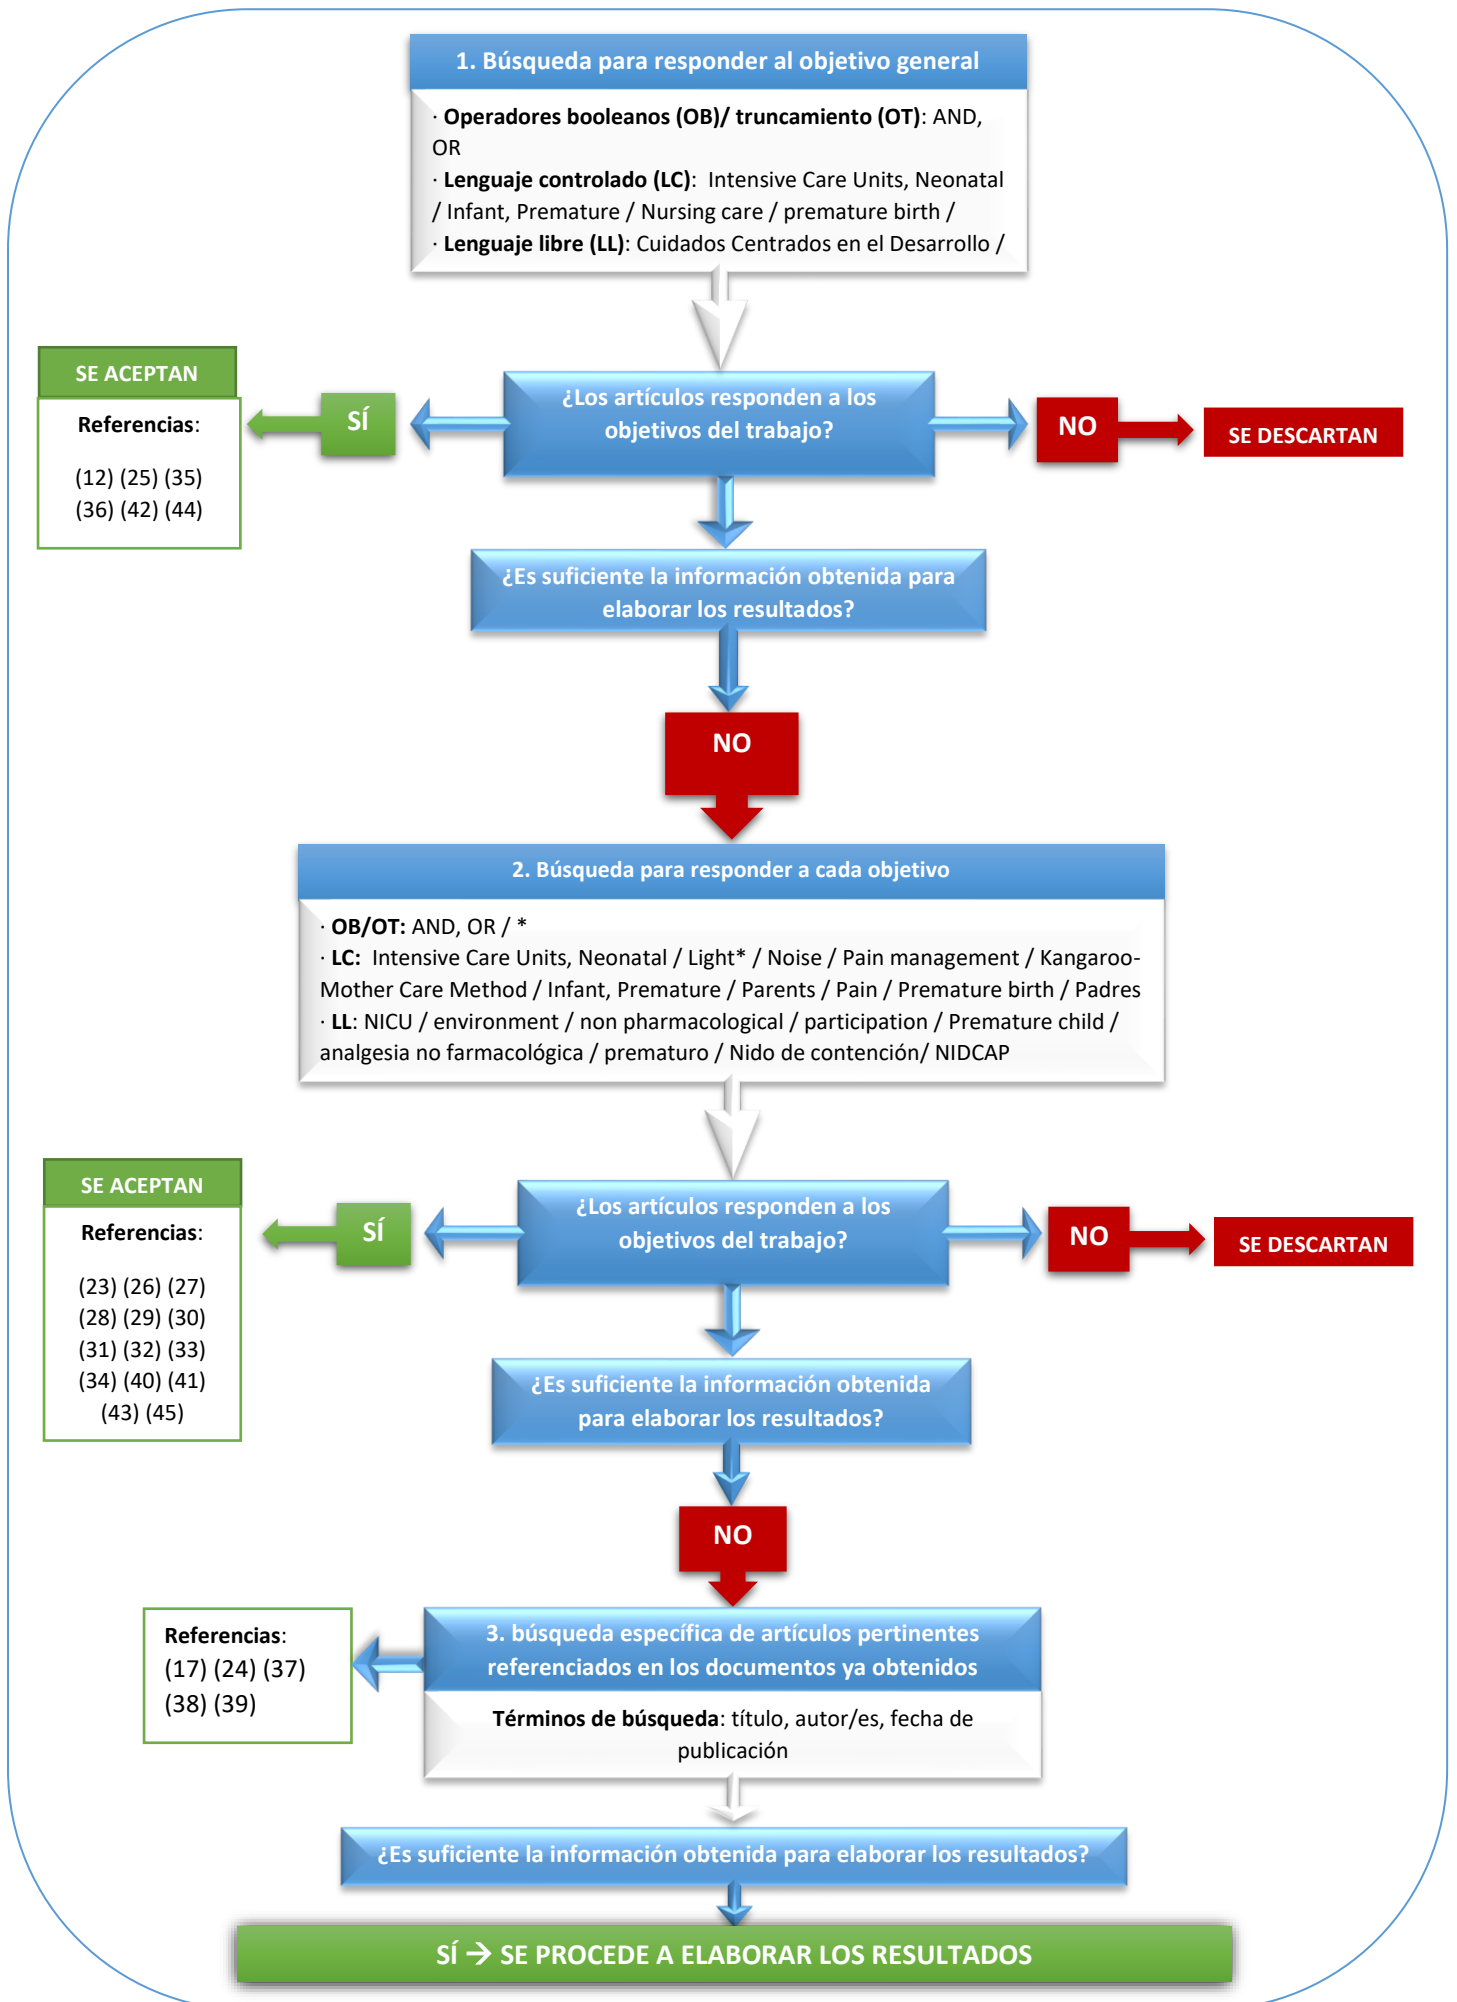 1. Búsqueda para responder al objetivo general
· Operadores booleanos (OB)/ truncamiento (OT): AND,
OR
· Lenguaje controlado (LC): Intensive Care Units, Neonatal
/ Infant, Premature / Nursing care / premature birth /
· Lenguaje libre (LL): Cuidados Centrados en el Desarrollo /
¿Los artículos responden a los
objetivos del trabajo?
SÍ
SE ACEPTAN
Referencias:
(12) (25) (35)
(36) (42) (44)
NO
SE DESCARTAN
¿Es suficiente la información obtenida para
elaborar los resultados?
NO
2. Búsqueda para responder a cada objetivo
· OB/OT: AND, OR / *
· LC: Intensive Care Units, Neonatal / Light* / Noise / Pain management / Kangaroo-
Mother Care Method / Infant, Premature / Parents / Pain / Premature birth / Padres
· LL: NICU / environment / non pharmacological / participation / Premature child /
analgesia no farmacológica / prematuro / Nido de contención/ NIDCAP
¿Los artículos responden a los
objetivos del trabajo?
SÍ
SE ACEPTAN
Referencias:
(23) (26) (27)
(28) (29) (30)
(31) (32) (33)
(34) (40) (41)
(43) (45)
NO
SE DESCARTAN
¿Es suficiente la información obtenida
para elaborar los resultados?
NO
3. búsqueda específica de artículos pertinentes
referenciados en los documentos ya obtenidos
Términos de búsqueda: título, autor/es, fecha de
publicación
Referencias:
(17) (24) (37)
(38) (39)
¿Es suficiente la información obtenida para elaborar los resultados?
SÍ → SE PROCEDE A ELABORAR LOS RESULTADOS